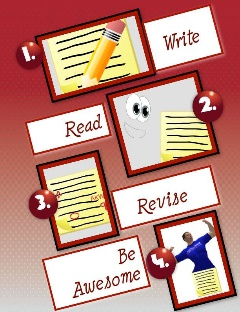 1.
Write
2.
Read
3.
Revise
4.
Be
Awesome